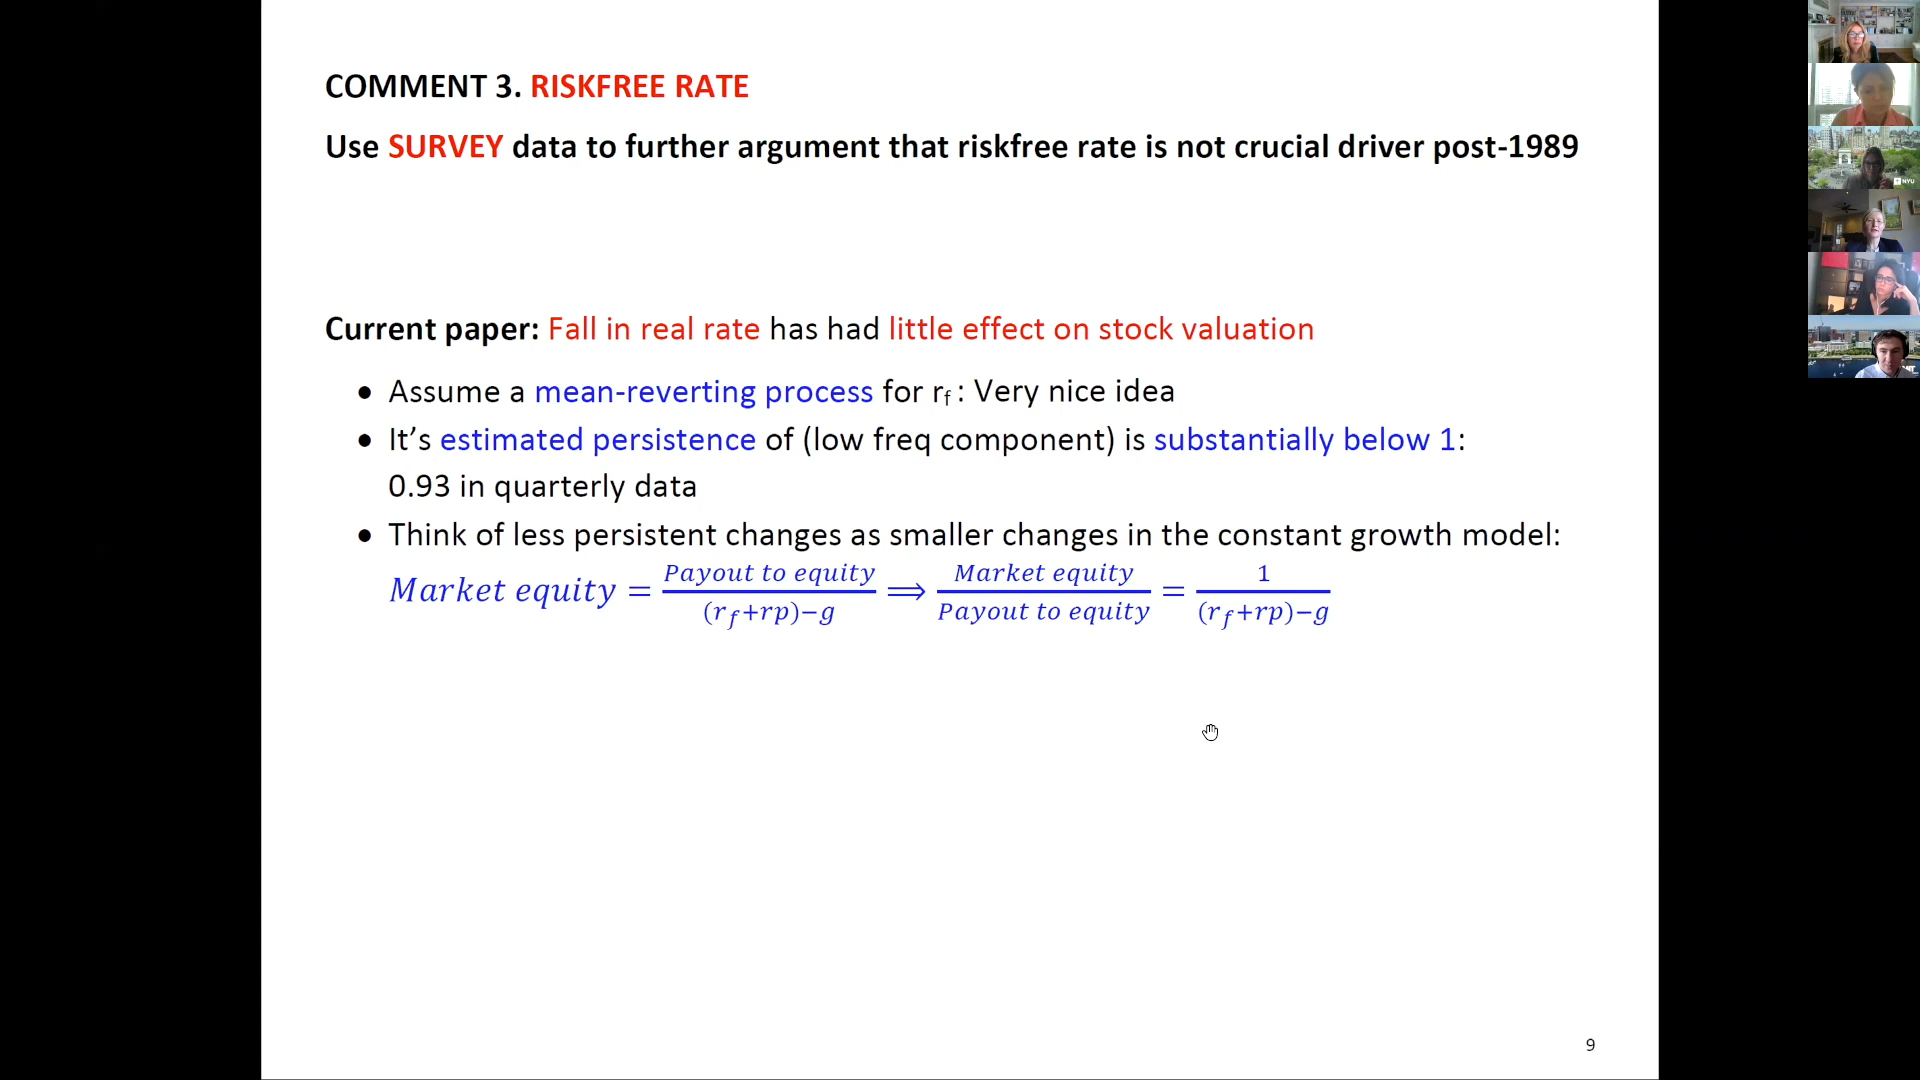 COMMENT 3. RISKFREE RATE
Use SURVEY data to further argument that riskfree rate is not crucial driver post-1989
Current paper: Fall in real rate has had little effect on stock valuation
• Assume a mean-reverting process for rf : Very nice idea
• It’s estimated persistence of (low freq component) is substantially below 1:
0.93 in quarterly data
• Think of less persistent changes as smaller changes in the constant growth model:
Market equity = Payout to equity / (rf+rp)−g ⟹ Market equity / Payout to equity = 1 / (rf+rp)−g
9
NYU